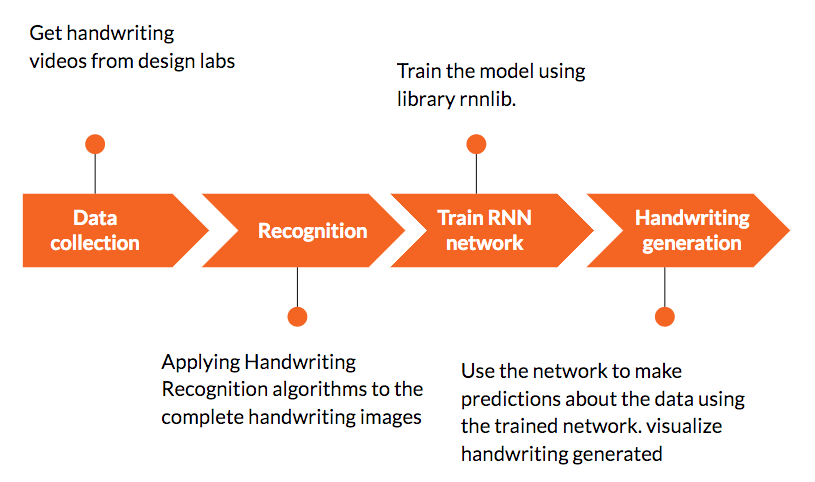 Get handwriting
videos from design labs
Train the model using
library rnnlib.
Data
collection
Recognition
Train RNN
network
Handwriting
generation
Applying Handwriting
Recognition algorithms to the
complete handwriting images
Use the network to make
predictions about the data using
the trained network. visualize
handwriting generated